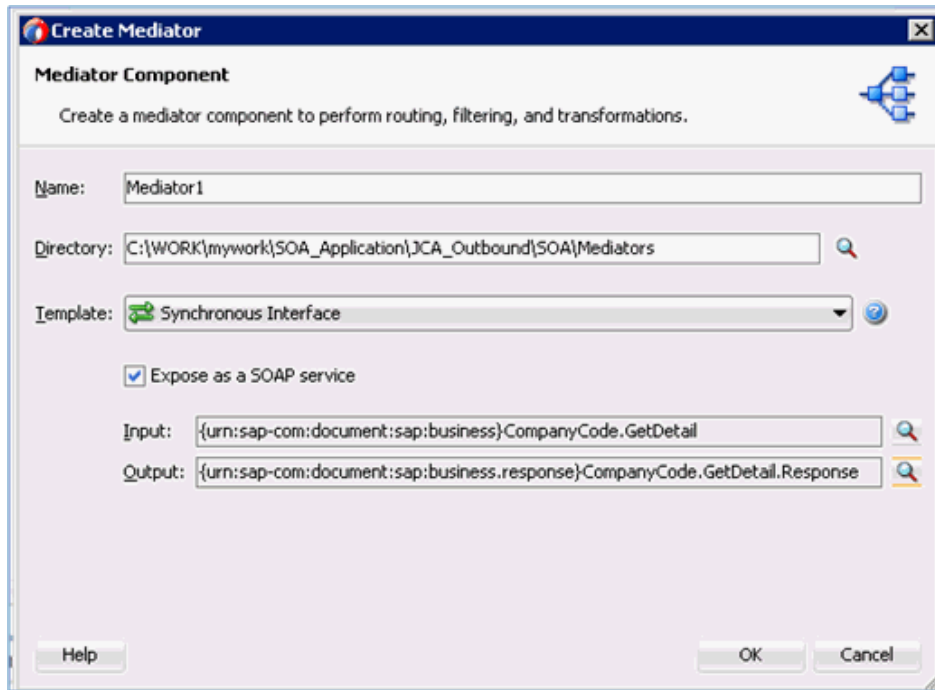 Create Mediator
Mediator Component
Create a mediator component to perform routing, filtering, and transformations.
Name: Mediator1
Directory: C:\WORK\mywork\SOA_Application\JCA_Outbound\SOA\Mediators
Template: Synchronous Interface
Expose as a SOAP service
Input: {urn:sap-com:document:sap:business}CompanyCode.GetDetail
Output: {urn:sap-com:document:sap:business.response}CompanyCode.GetDetail.Response
Help OK Cancel